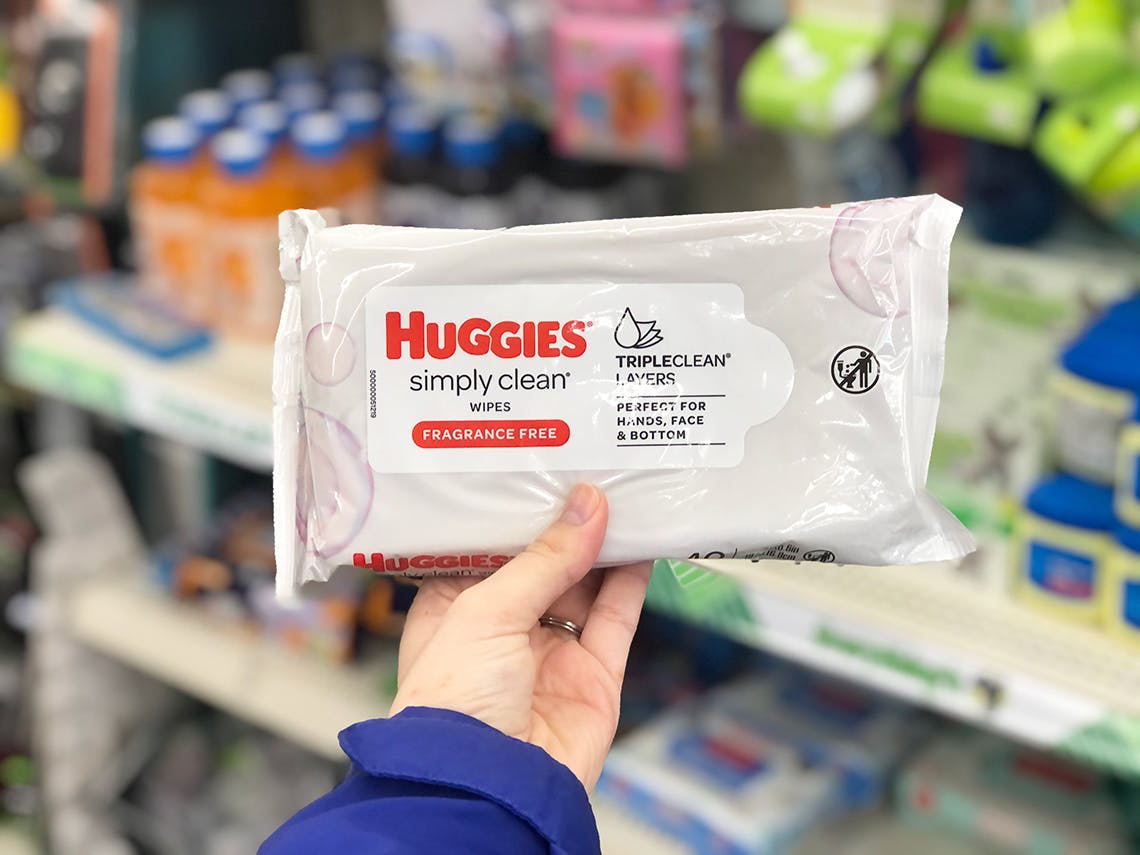 HUGGIES®
simply clean®
WIPES
FRAGRANCE FREE
TRIPLECLEAN®
LAYERS
PERFECT FOR
HANDS, FACE
& BOTTOM
HUGGIES